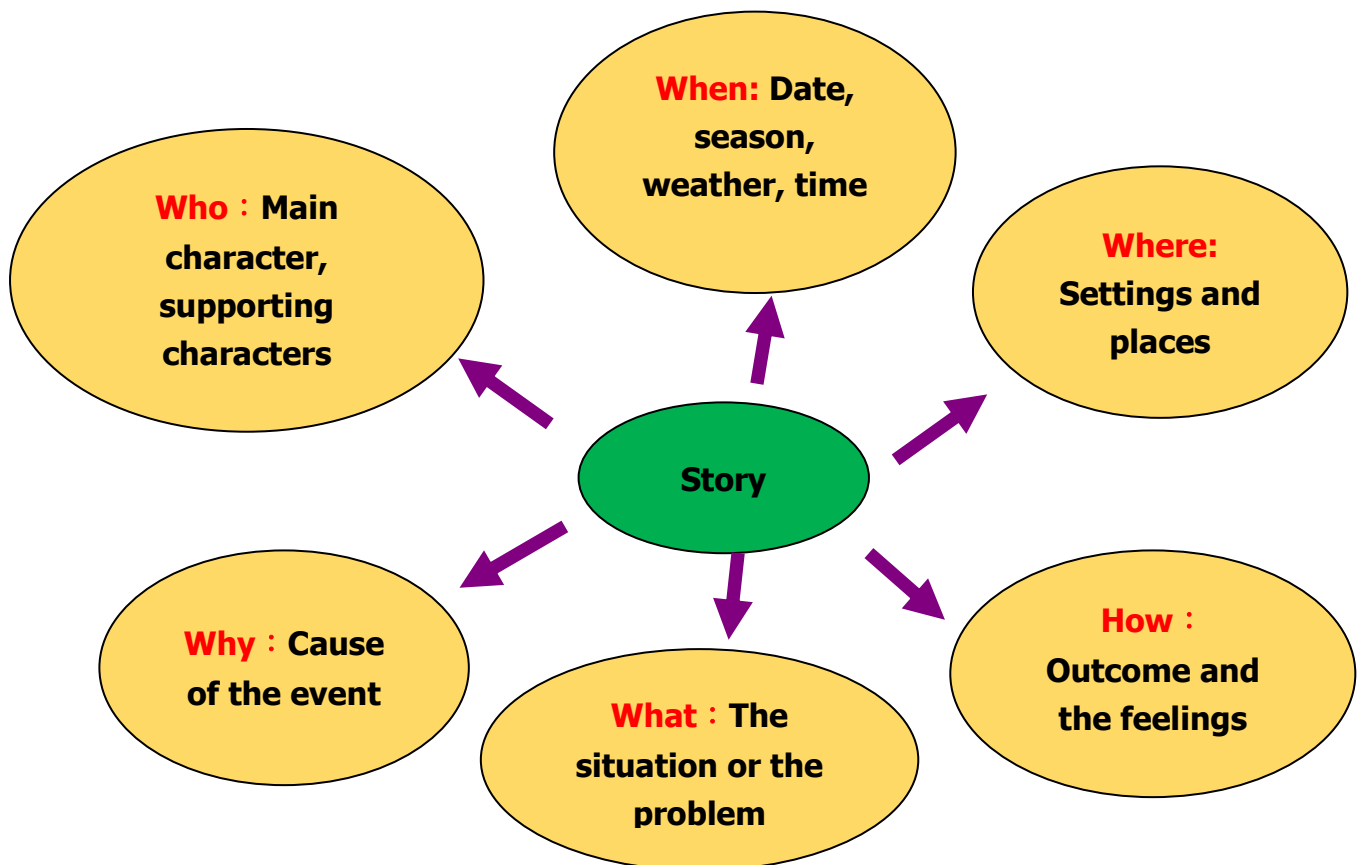 When: Date,
season,
weather, time
Who：Main
character,
supporting
characters
Where:
Settings and
places
Story
Why：Cause
of the event
What：The
situation or the
problem
How：
Outcome and
the feelings